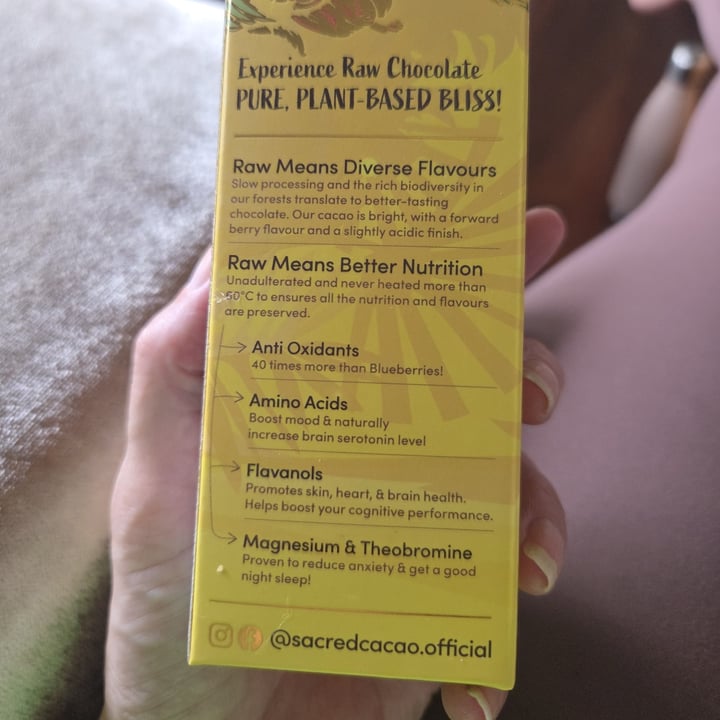 Experience Raw Chocolate
PURE, PLANT-BASED BLISS!
Raw Means Diverse Flavours
Slow processing and the rich biodiversity in
our forests translate to better-tasting
chocolate. Our cacao is bright, with a forward
berry flavour and a slightly acidic finish.
Raw Means Better Nutrition
Unadulterated and never heated more than
60°C to ensures all the nutrition and flavours
are preserved.
Anti Oxidants
40 times more than Blueberries!
Amino Acids
Boost mood & naturally
increase brain serotonin level
Flavanols
Promotes skin, heart, & brain health.
Helps boost your cognitive performance.
Magnesium & Theobromine
Proven to reduce anxiety & get a good
night sleep!
@sacredcacao.official